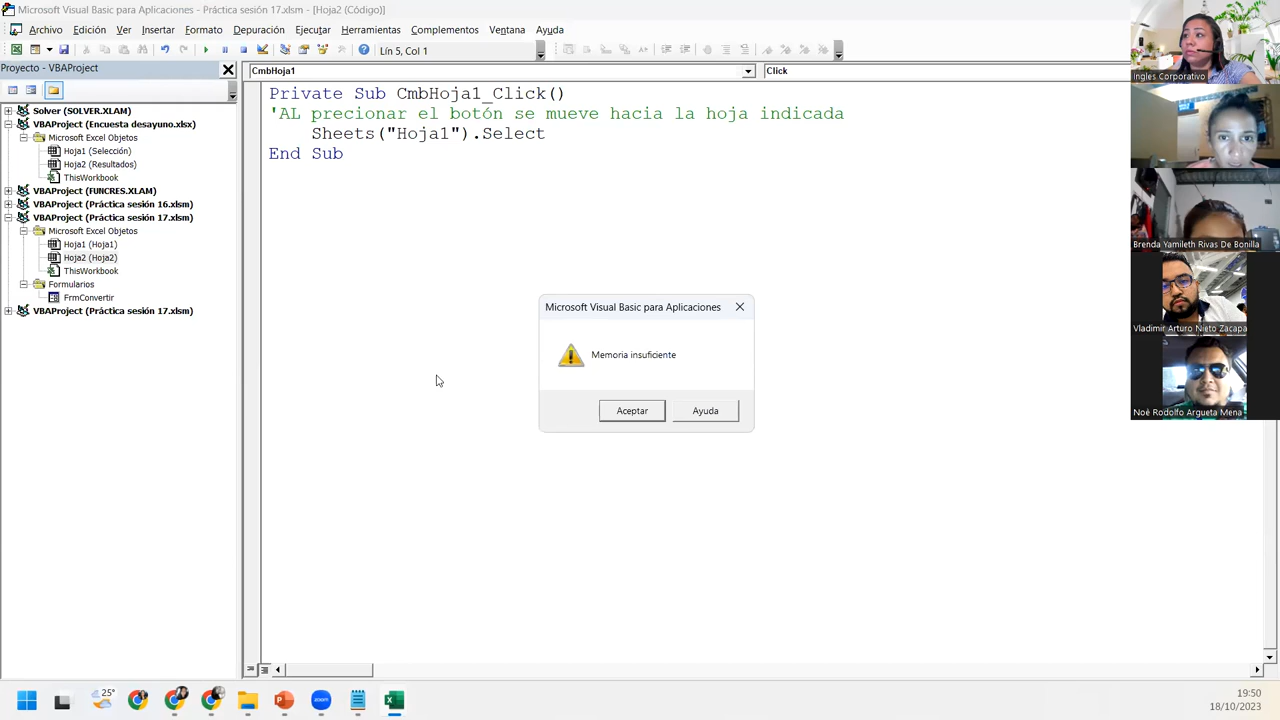 Microsoft Visual Basic para Aplicaciones - Práctica sesión 17.xlsm - [Hoja2 (Código)]
Archivo Edición Ver Insertar Formato Depuración Ejecutar Herramientas Complementos Ventana Ayuda
Lín 5, Col 1
Proyecto - VBAProject
CmbHoja1
Click
Solver (SOLVER.XLAM)
VBAProject (Encuesta desayuno.xlsx)
Microsoft Excel Objetos
Hoja1 (Selección)
Hoja2 (Resultados)
ThisWorkbook
VBAProject (FUNCRES.XLAM)
VBAProject (Práctica sesión 16.xlsm)
VBAProject (Práctica sesión 17.xlsm)
Microsoft Excel Objetos
Hoja1 (Hoja1)
Hoja2 (Hoja2)
ThisWorkbook
Formularios
FrmConvertir
VBAProject (Práctica sesión 17.xlsm)
Private Sub CmbHoja1_Click()
'AL precionar el botón se mueve hacia la hoja indicada
Sheets("Hoja1").Select
End Sub
Microsoft Visual Basic para Aplicaciones
Memoria insuficiente
Aceptar
Ayuda
Ingles Corporativo
Brenda Yamileth Rivas De Bonilla
Vladimir Arturo Nieto Zacapa
Noé Rodolfo Argueta Mena
25°
zoom
19:50
18/10/2023